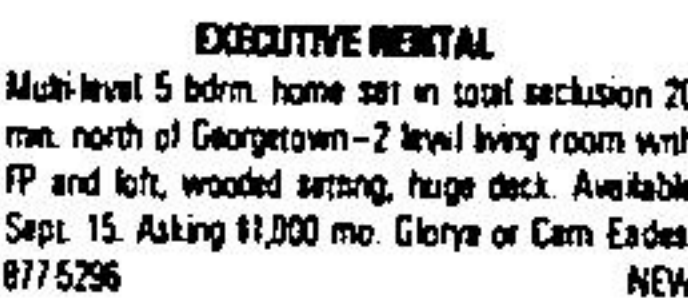 EXECUTIVE RENTAL
Multi-level 5 bdrm. home set in total seclusion 20
min. north of Georgetown-2 level living room with
FP and loft, wooded setting, huge deck. Available
Sept. 15. Asking $1,000 mo. Glorya or Cam Eades.
877-5296 NEW